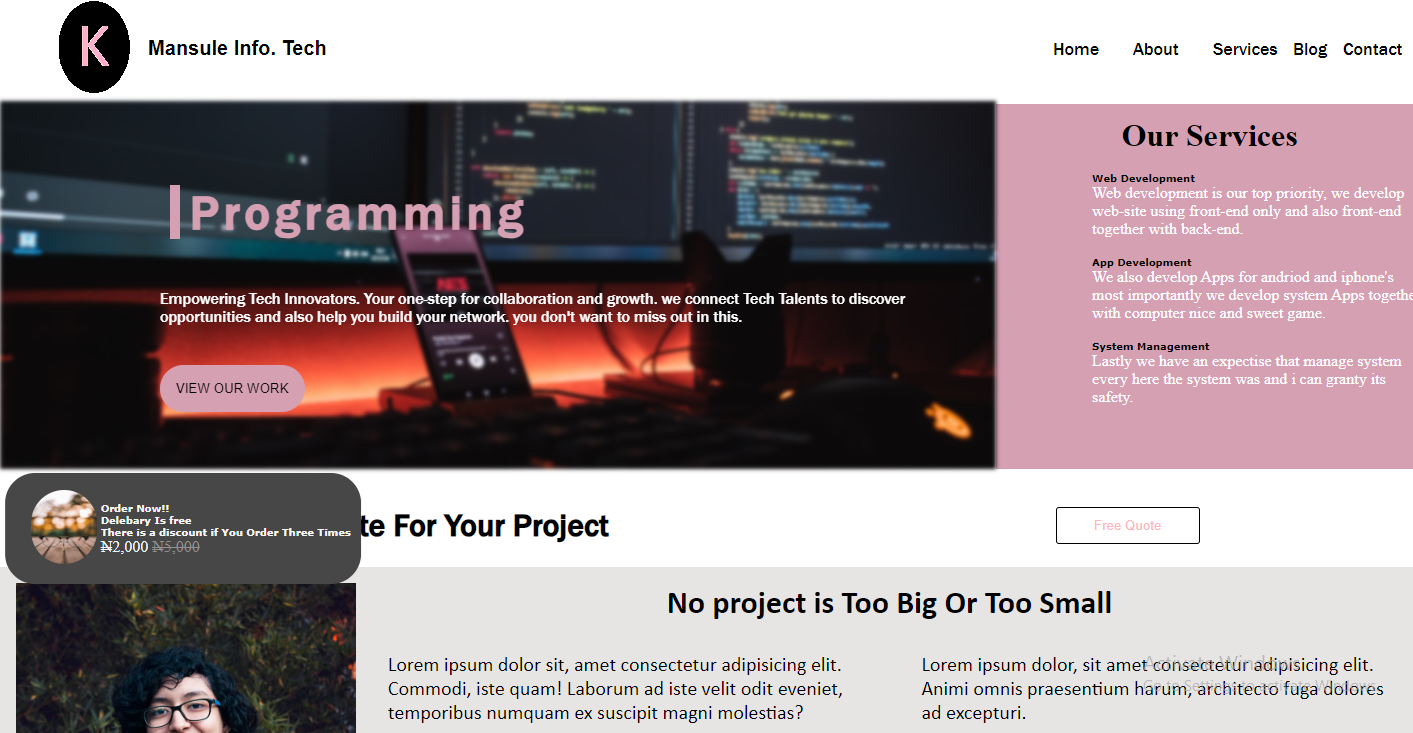 K
Mansule Info. Tech
Home About Services Blog Contact
Programming
Empowering Tech Innovators. Your one-step for collaboration and growth. we connect Tech Talents to discover
opportunities and also help you build your network. you don't want to miss out in this.
VIEW OUR WORK
Our Services
Web Development
Web development is our top priority, we develop
web-site using front-end only and also front-end
together with back-end.
App Development
We also develop Apps for andriod and iphone's
most importantly we develop system Apps togethe
with computer nice and sweet game.
System Management
Lastly we have an expectise that manage system
every here the system was and i can granty its
safety.
Order Now!!
Delebary Is free
There is a discount if You Order Three Times
₦2,000 ₦5,000
te For Your Project
Free Quote
No project is Too Big Or Too Small
Lorem ipsum dolor sit, amet consectetur adipisicing elit.
Commodi, iste quam! Laborum ad iste velit odit eveniet,
temporibus numquam ex suscipit magni molestias?
Lorem ipsum dolor, sit amet consectetur adipisicing elit.
Animi omnis praesentium harum, architecto fuga dolores
ad excepturi.
Activate Windows
Go to Settings to activate Windows.